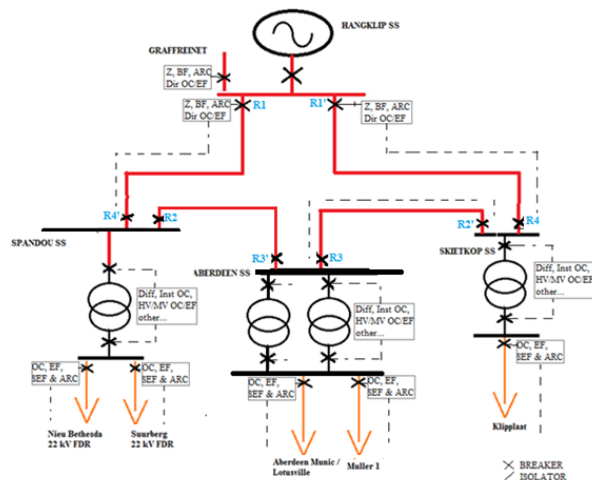 HANGKLIP SS
GRAFFREINET
Z, BF, ARC
Dir OC/EF
Z, BF, ARC
Dir OC/EF
R1
R1'
Z, BF, ARC
Dir OC/EF
R4'
R2
R2'
R4
SPANDOU SS
R3'
R3
SKIETKOP SS
ABERDEEN SS
Diff, Inst OC,
HV/MV OC/EF
other...
Diff, Inst OC,
HV/MV OC/EF
other...
Diff, Inst OC,
HV/MV OC/EF
other...
OC, EF,
SEF & ARC
OC, EF,
SEF & ARC
OC, EF,
SEF & ARC
OC, EF,
SEF & ARC
OC, EF,
SEF & ARC
Nieu Bethesda
22 kV FDR
Suurberg
22 kV FDR
Aberdeen Munic /
Lotusville
Muller 1
Klipplaat
BREAKER
ISOLATOR